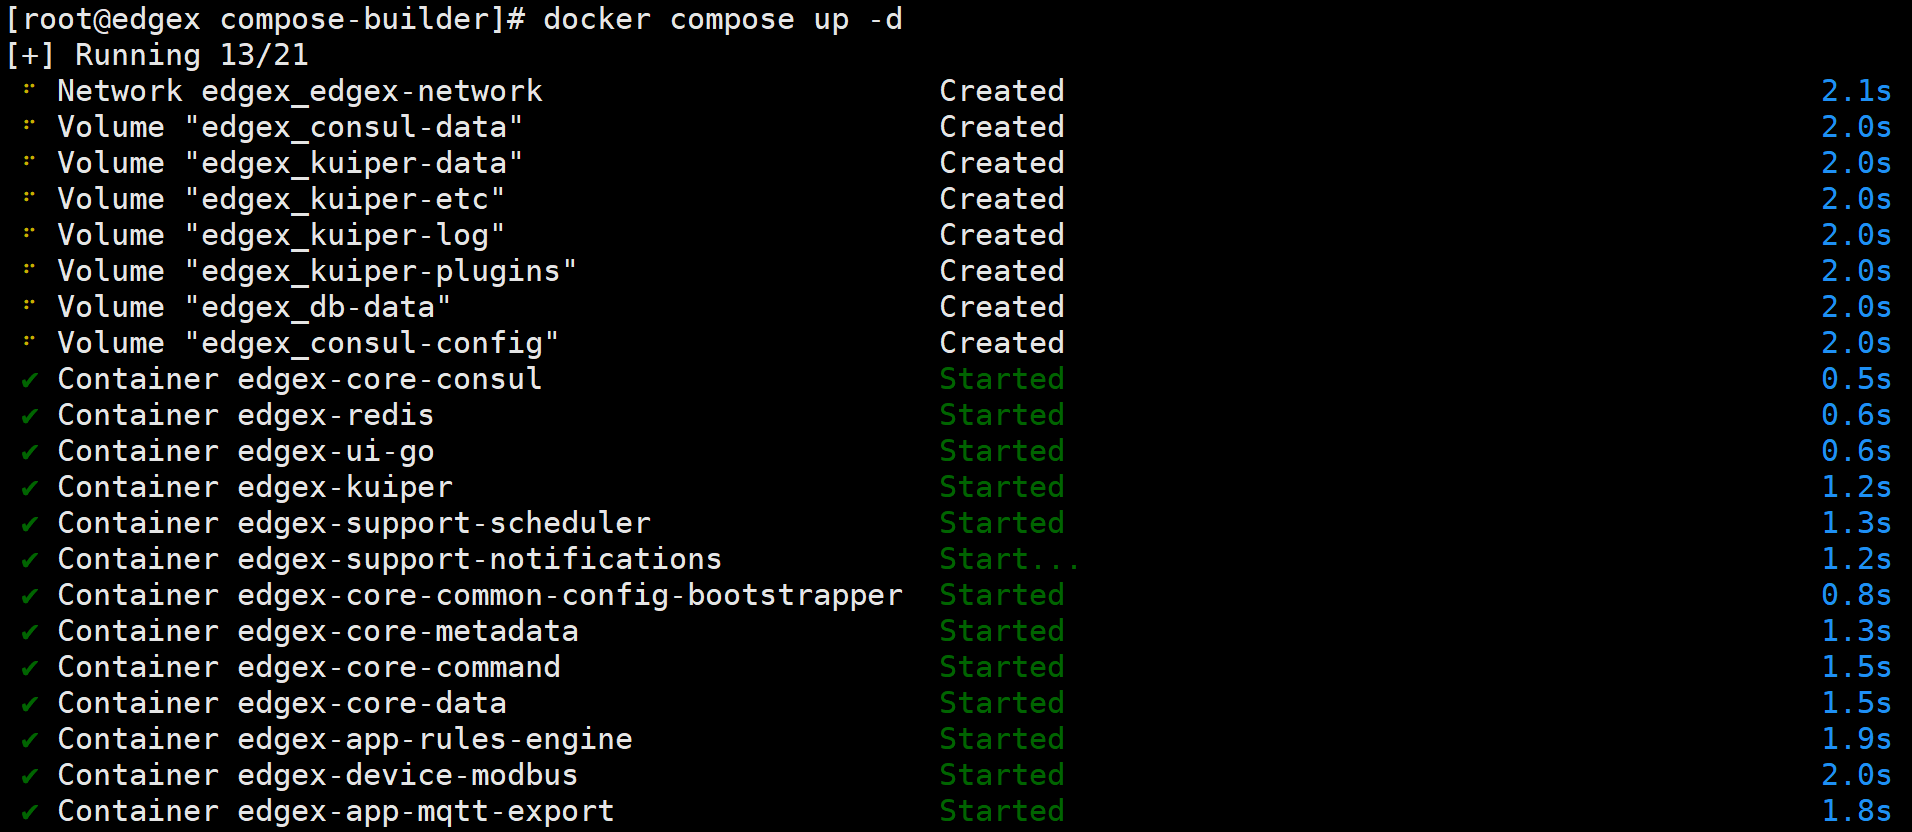 [root@edgex compose-builder]# docker compose up -d
[+] Running 13/21
⠋ Network edgex_edgex-network Created 2.1s
⠋ Volume "edgex_consul-data" Created 2.0s
⠋ Volume "edgex_kuiper-data" Created 2.0s
⠋ Volume "edgex_kuiper-etc" Created 2.0s
⠋ Volume "edgex_kuiper-log" Created 2.0s
⠋ Volume "edgex_kuiper-plugins" Created 2.0s
⠋ Volume "edgex_db-data" Created 2.0s
⠋ Volume "edgex_consul-config" Created 2.0s
✔ Container edgex-core-consul Started 0.5s
✔ Container edgex-redis Started 0.6s
✔ Container edgex-ui-go Started 0.6s
✔ Container edgex-kuiper Started 1.2s
✔ Container edgex-support-scheduler Started 1.3s
✔ Container edgex-support-notifications Start... 1.2s
✔ Container edgex-core-common-config-bootstrapper Started 0.8s
✔ Container edgex-core-metadata Started 1.3s
✔ Container edgex-core-command Started 1.5s
✔ Container edgex-core-data Started 1.5s
✔ Container edgex-app-rules-engine Started 1.9s
✔ Container edgex-device-modbus Started 2.0s
✔ Container edgex-app-mqtt-export Started 1.8s